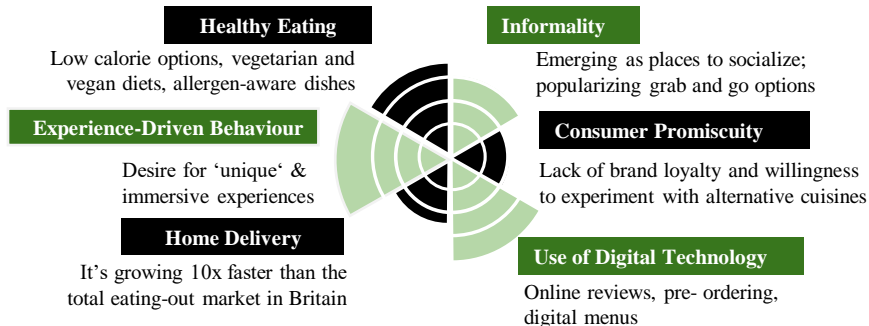 Healthy Eating
Low calorie options, vegetarian and
vegan diets, allergen-aware dishes
Experience-Driven Behaviour
Desire for ‘unique‘ &
immersive experiences
Home Delivery
It’s growing 10x faster than the
total eating-out market in Britain
Informality
Emerging as places to socialize;
popularizing grab and go options
Consumer Promiscuity
Lack of brand loyalty and willingness
to experiment with alternative cuisines
Use of Digital Technology
Online reviews, pre- ordering,
digital menus